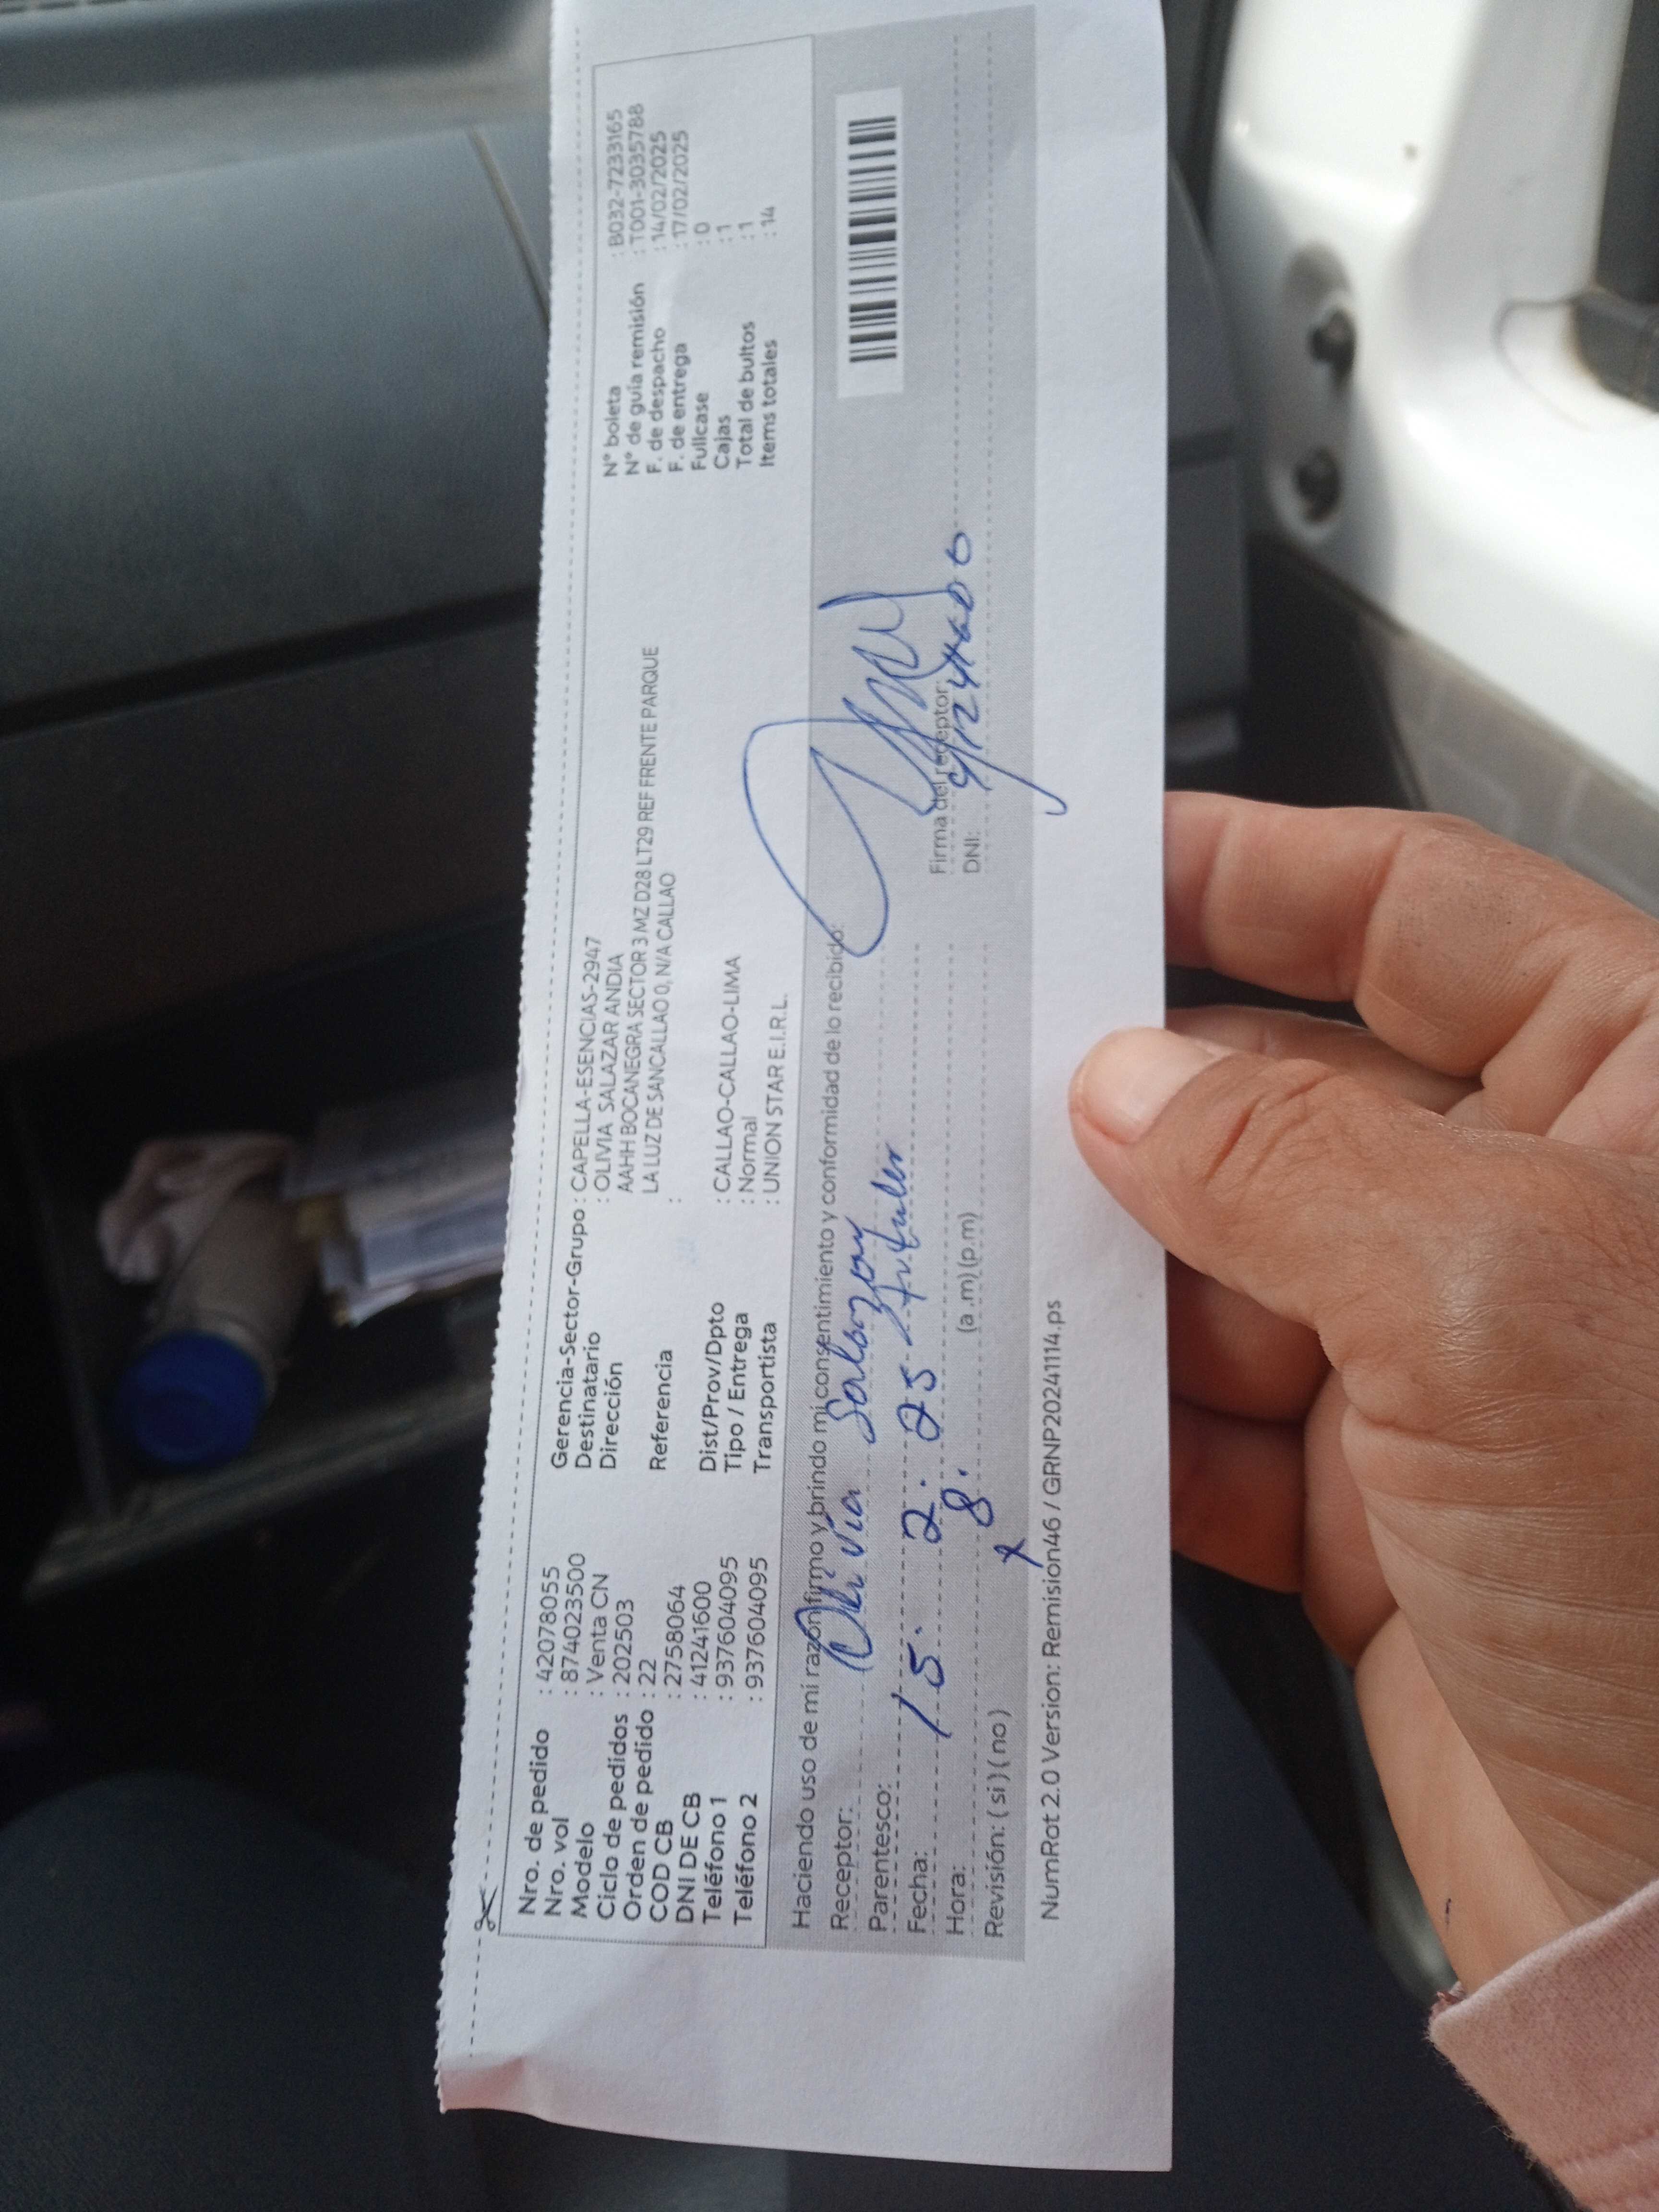 Nro. de pedido : 42078055
Nro. vol : 874023500
Modelo : Venta CN
Ciclo de pedidos : 202503
Orden de pedido : 22
COD CB : 2758064
DNI DE CB : 41241600
Teléfono 1 : 937604095
Teléfono 2 : 937604095
Gerencia-Sector-Grupo : CAPELLA-ESENCIAS-2947
Destinatario : OLIVIA SALAZAR ANDIA
Dirección AAHH BOCANEGRA SECTOR 3 MZ D28 LT29 REF FRENTE PARQUE
LA LUZ DE SANCALLAO 0, N/A CALLAO
Referencia :
Dist/Prov/Dpto : CALLAO-CALLAO-LIMA
Tipo / Entrega : Normal
Transportista : UNION STAR E.I.R.L.
N° boleta : B032-7233165
N° de guía remisión : T001-3035788
F. de despacho : 14/02/2025
F. de entrega : 17/02/2025
Fullcase : 0
Cajas : 1
Total de bultos : 1
Items totales : 14
Haciendo uso de mi razón firmo y brindo mi consentimiento y conformidad de lo recibido:
Receptor: Olivia Salazar
Parentesco: titular
Fecha: 15. 2. 25
Hora: 8. (a .m) (p.m)
Revisión: ( si ) ( no )
Firma del receptor:
DNI:
NumRot 2.0 Version: Remision46 / GRNP20241114.ps